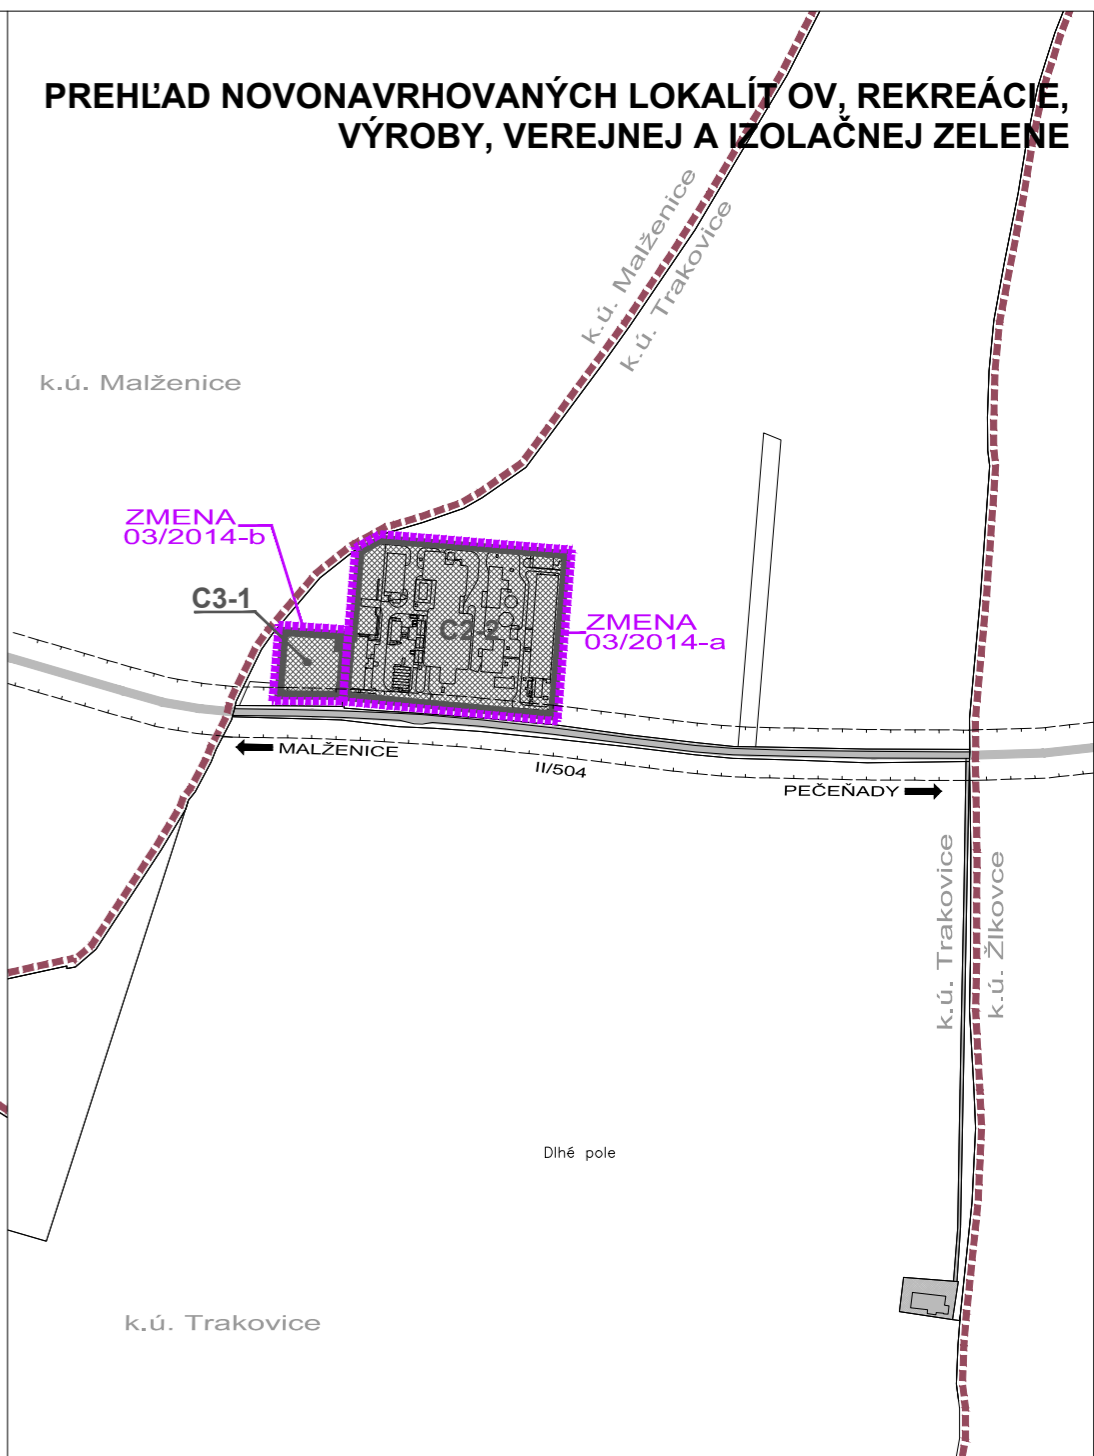 PREHĽAD NOVONAVRHOVANÝCH LOKALÍT OV, REKREÁCIE,
VÝROBY, VEREJNEJ A IZOLAČNEJ ZELENE
k.ú. Malženice
k.ú. Trakovice
k.ú. Malženice
ZMENA
03/2014-b
C3-1
C2-2
ZMENA
03/2014-a
MALŽENICE
II/504
PEČEŇADY
k.ú. Trakovice
k.ú. Žlkovce
Dlhé pole
k.ú. Trakovice